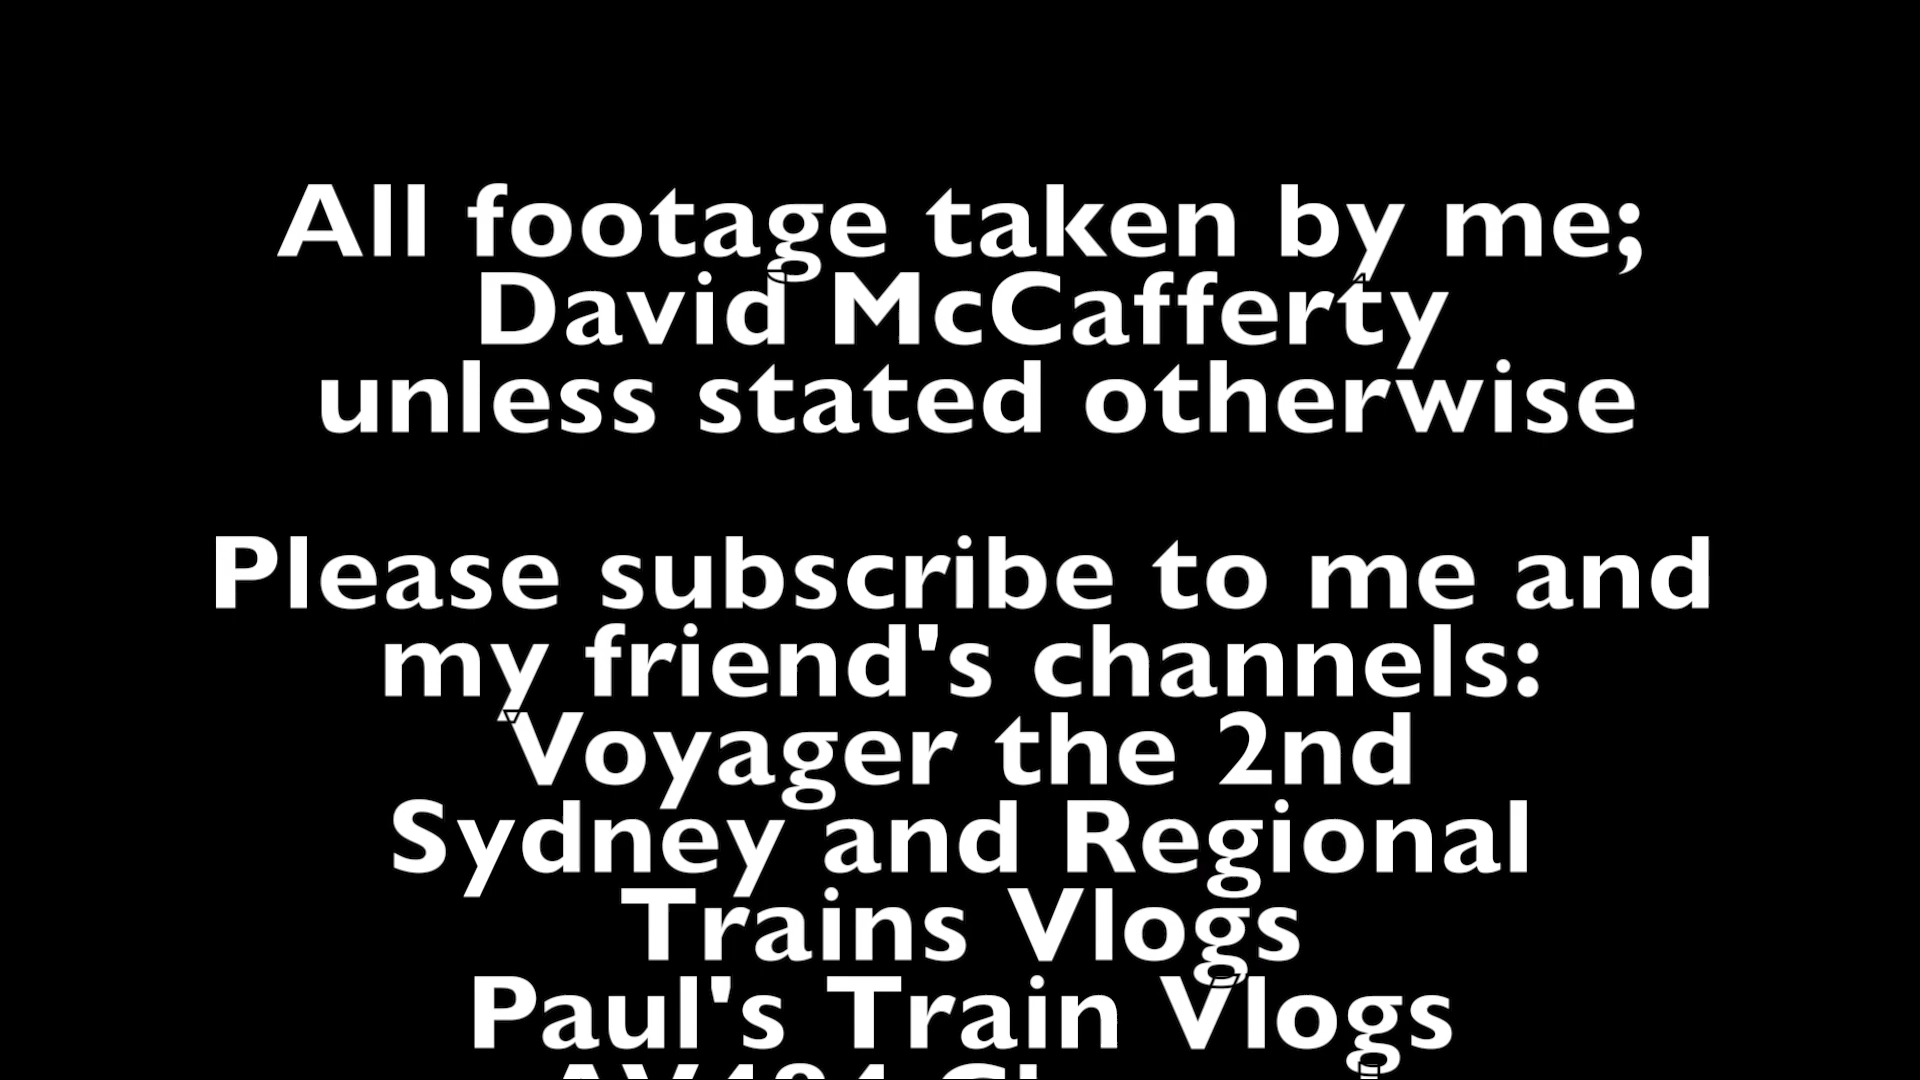 All footage taken by me;
David McCafferty
unless stated otherwise
Please subscribe to me and
my friend's channels:
Voyager the 2nd
Sydney and Regional
Trains Vlogs
Paul's Train Vlogs